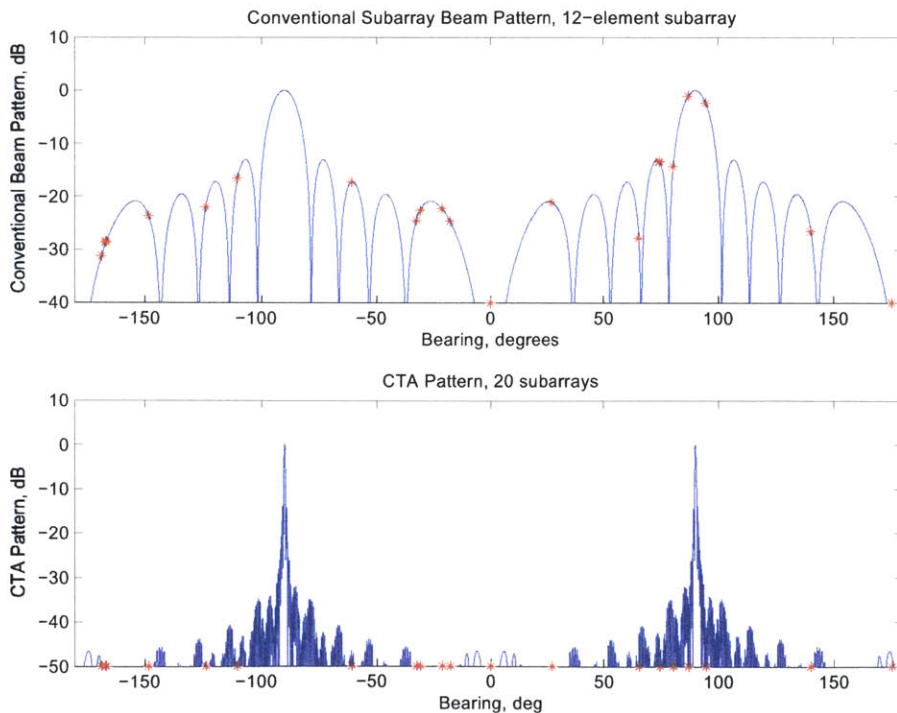 Conventional Subarray Beam Pattern, 12−element subarray
Conventional Beam Pattern, dB
10
0
−10
−20
−30
−40
−150 −100 −50 0 50 100 150
Bearing, degrees
CTA Pattern, 20 subarrays
CTA Pattern, dB
10
0
−10
−20
−30
−40
−50
−150 −100 −50 0 50 100 150
Bearing, deg